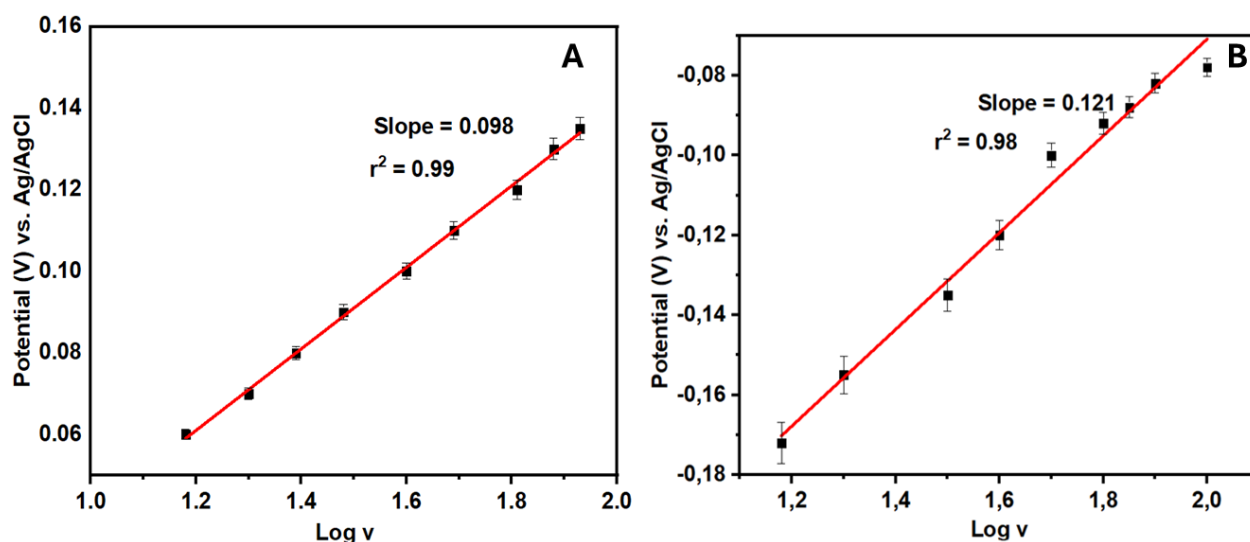 A
Slope = 0.098
r² = 0.99
Potential (V) vs. Ag/AgCl
0.16
0.14
0.12
0.10
0.08
0.06
1.0 1.2 1.4 1.6 1.8 2.0
Log v
B
Slope = 0.121
r² = 0.98
Potential (V) vs. Ag/AgCl
-0,08
-0,10
-0,12
-0,14
-0,16
-0,18
1,2 1,4 1,6 1,8 2,0
Log v